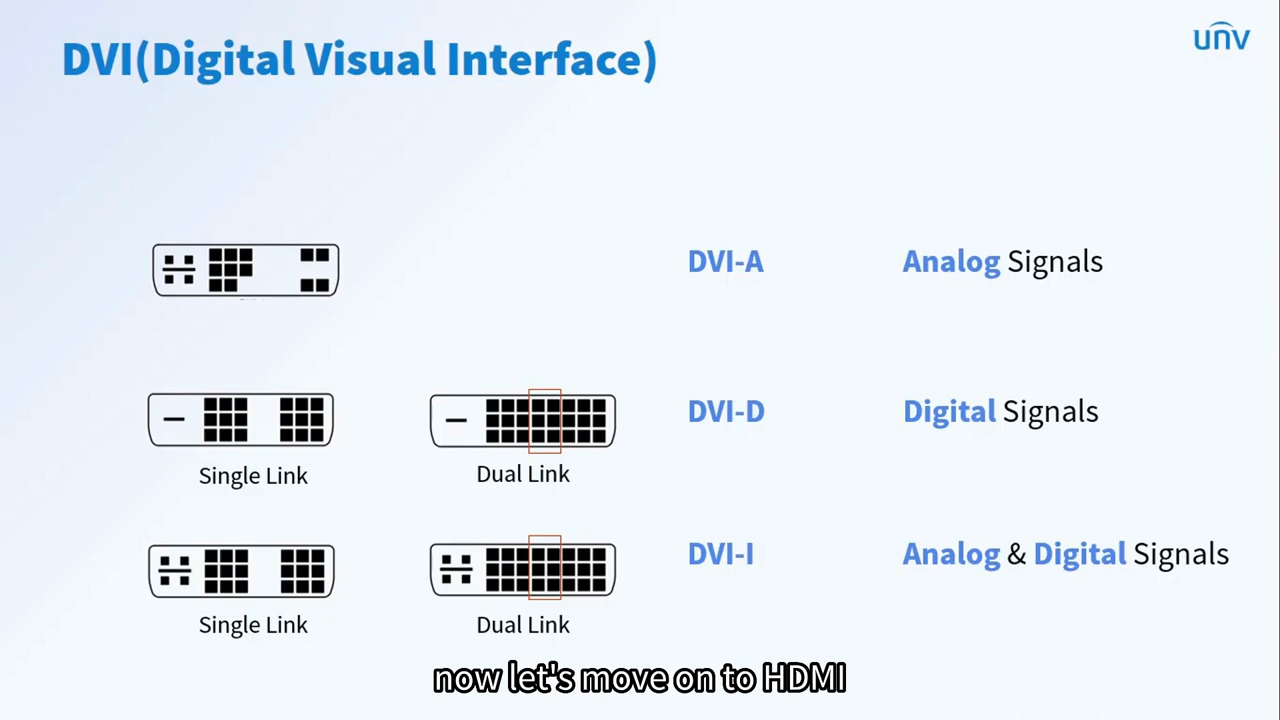 DVI(Digital Visual Interface)
unv
DVI-A
Analog Signals
DVI-D
Digital Signals
Single Link
Dual Link
DVI-I
Analog & Digital Signals
Single Link
Dual Link
now let's move on to HDMI